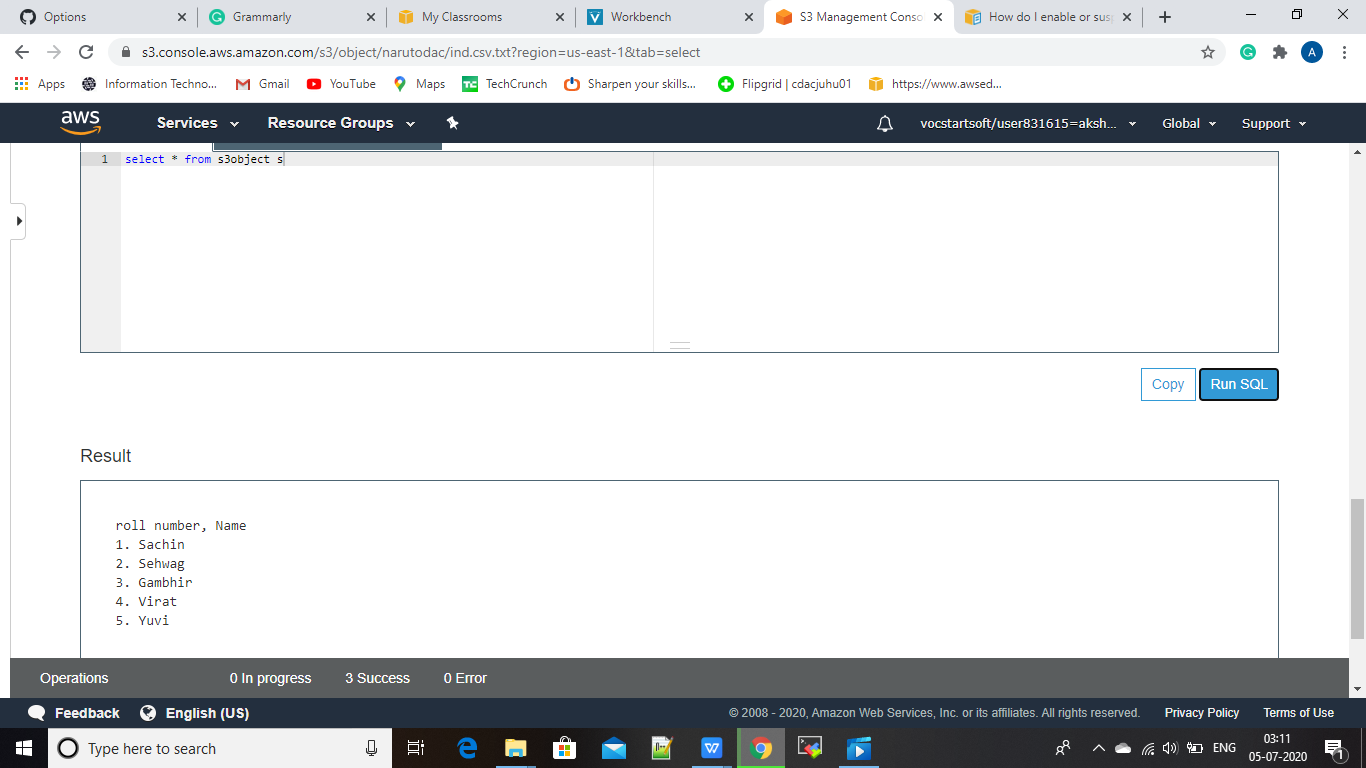 Options
Grammarly
My Classrooms
Workbench
S3 Management Conso
How do I enable or sus
s3.console.aws.amazon.com/s3/object/narutodac/ind.csv.txt?region=us-east-1&tab=select
A
Apps
Information Techno...
Gmail
YouTube
Maps
TechCrunch
Sharpen your skills...
Flipgrid | cdacjuhu01
https://www.awsed...
aws
Services
Resource Groups
vocstartsoft/user831615=aksh...
Global
Support
1 select * from s3object s
Copy
Run SQL
Result
roll number, Name
1. Sachin
2. Sehwag
3. Gambhir
4. Virat
5. Yuvi
Operations
0 In progress
3 Success
0 Error
Feedback
English (US)
© 2008 - 2020, Amazon Web Services, Inc. or its affiliates. All rights reserved.
Privacy Policy
Terms of Use
Type here to search
ENG
03:11
05-07-2020
1